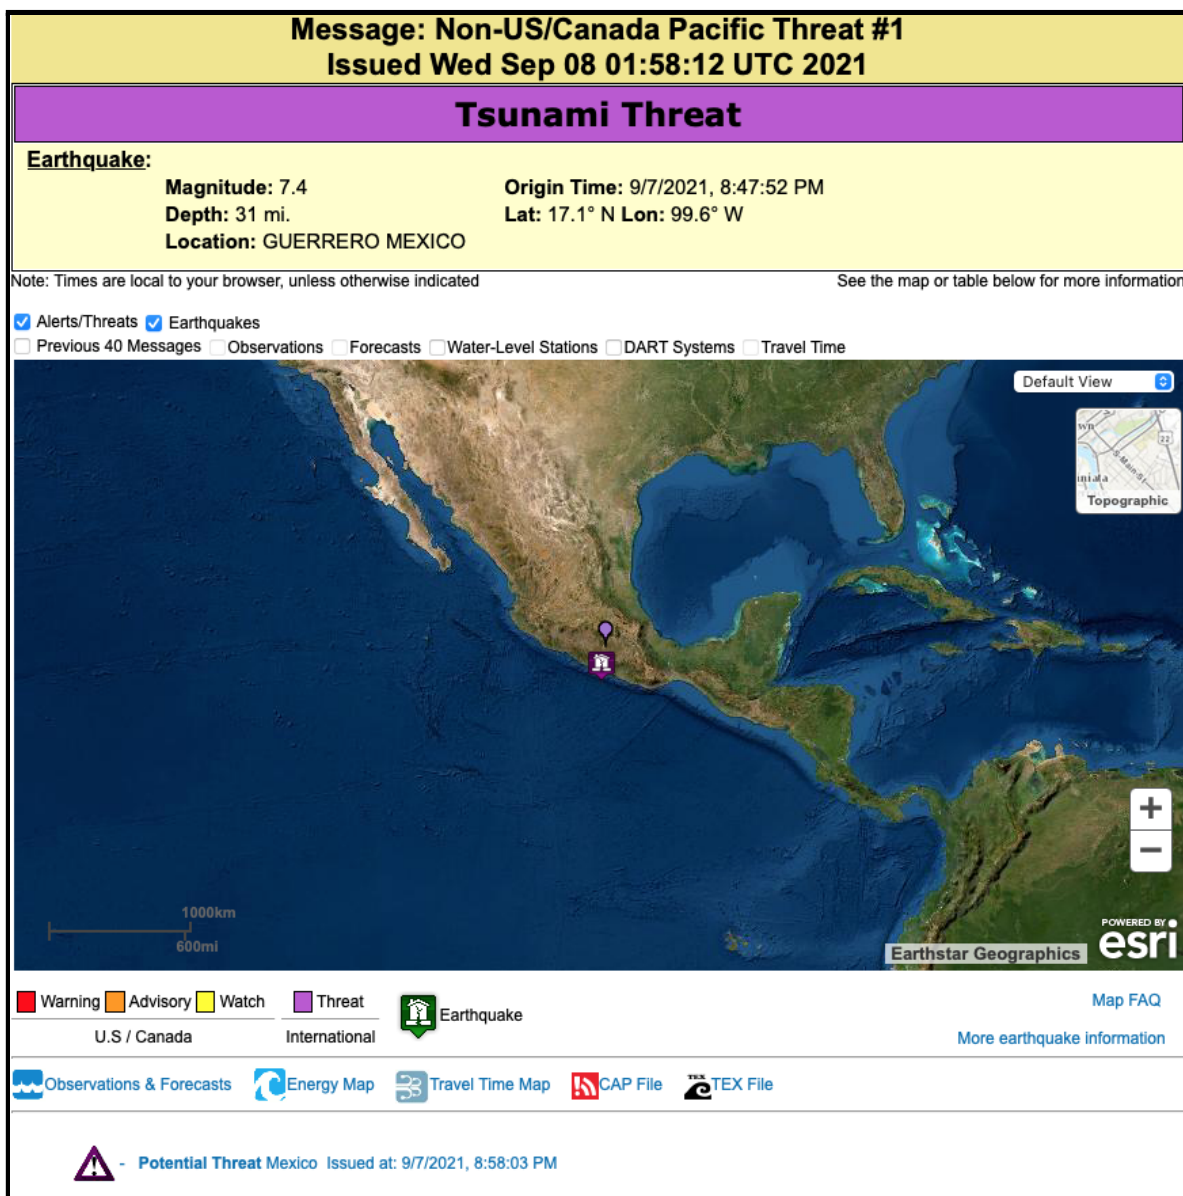 Message: Non-US/Canada Pacific Threat #1
Issued Wed Sep 08 01:58:12 UTC 2021
Tsunami Threat
Earthquake:
Magnitude: 7.4 Origin Time: 9/7/2021, 8:47:52 PM
Depth: 31 mi. Lat: 17.1° N Lon: 99.6° W
Location: GUERRERO MEXICO
Note: Times are local to your browser, unless otherwise indicated See the map or table below for more information
Alerts/Threats Earthquakes
Previous 40 Messages Observations Forecasts Water-Level Stations DART Systems Travel Time
Default View
wn
22
S-Main-St
iniata
Topographic
+
−
1000km
600mi
POWERED BY
esri
Earthstar Geographics
Warning Advisory Watch Threat Earthquake Map FAQ
U.S / Canada International More earthquake information
Observations & Forecasts Energy Map Travel Time Map CAP File TEX TEX File
- Potential Threat Mexico Issued at: 9/7/2021, 8:58:03 PM